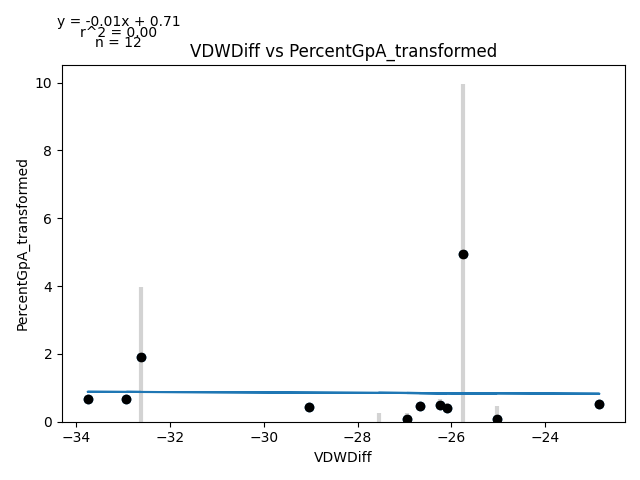 y = -0.01x + 0.71
r^2 = 0.00
n = 12
VDWDiff vs PercentGpA_transformed
10
8
6
4
2
0
PercentGpA_transformed
−34
−32
−30
−28
−26
−24
VDWDiff